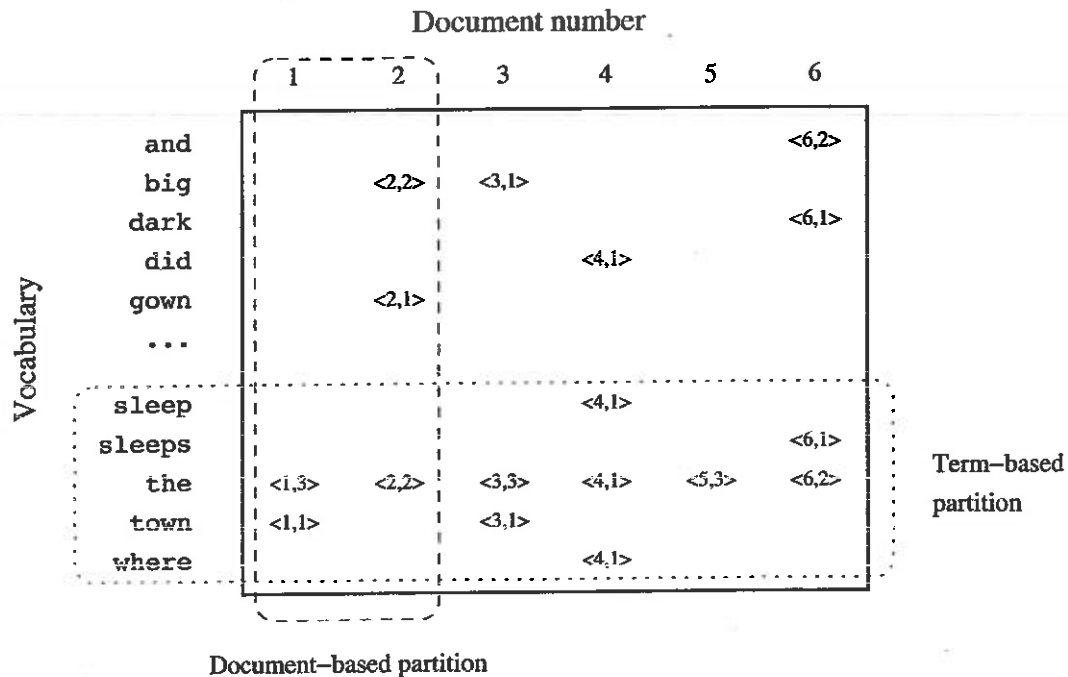 Document number
1 2 3 4 5 6
and <6,2>
big <2,2> <3,1>
dark <6,1>
did <4,1>
gown <2,1>
...
Vocabulary
sleep <4,1>
sleeps <6,1>
the <1,3> <2,2> <3,3> <4,1> <5,3> <6,2>
town <1,1> <3,1>
where <4,1>
Term–based
partition
Document–based partition